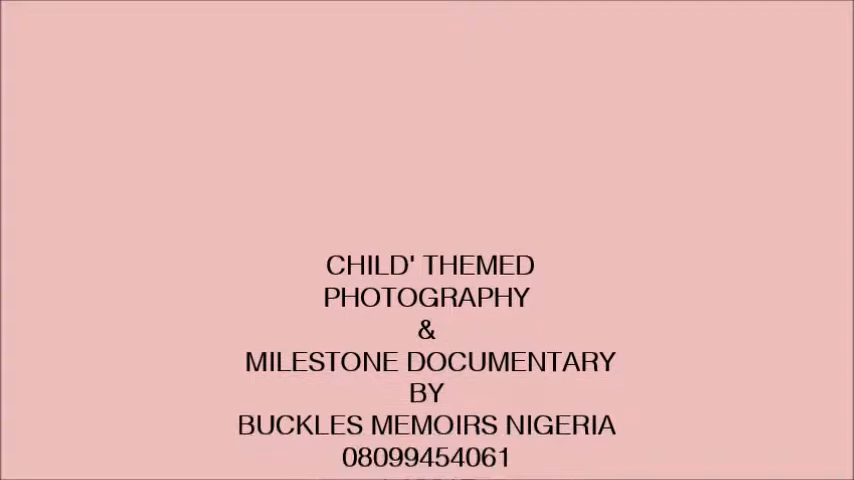 CHILD' THEMED
PHOTOGRAPHY
&
MILESTONE DOCUMENTARY
BY
BUCKLES MEMOIRS NIGERIA
08099454061